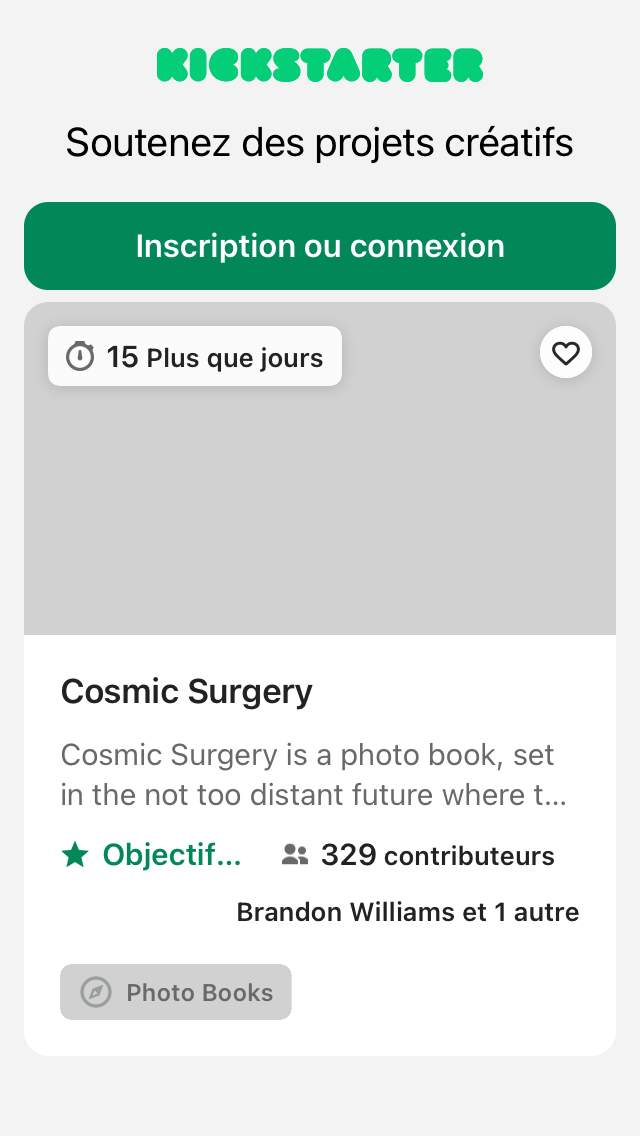 KICKSTARTER
Soutenez des projets créatifs
Inscription ou connexion
15 Plus que jours
Cosmic Surgery
Cosmic Surgery is a photo book, set
in the not too distant future where t...
Objectif... 329 contributeurs
Brandon Williams et 1 autre
Photo Books